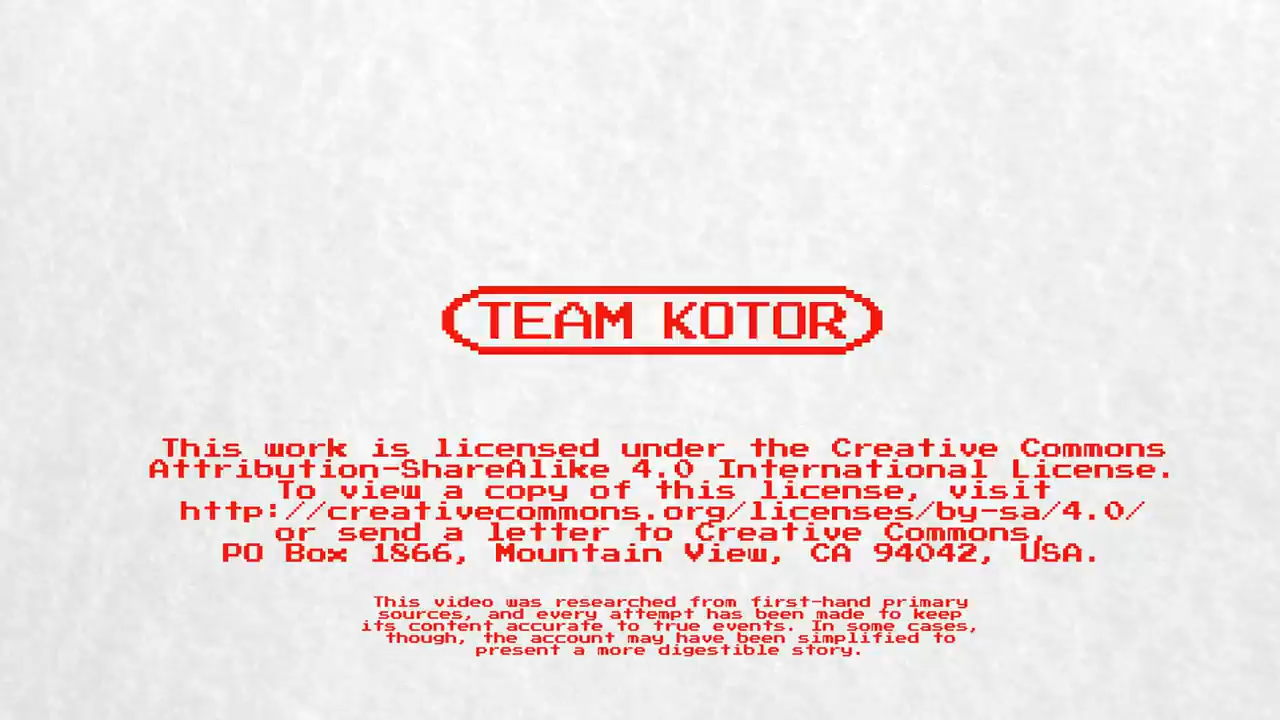 TEAM KOTOR
This work is licensed under the Creative Commons
Attribution-ShareAlike 4.0 International License.
To view a copy of this license, visit
http://creativecommons.org/licenses/by-sa/4.0/
or send a letter to Creative Commons,
PO Box 1866, Mountain View, CA 94042, USA.
This video was researched from first-hand primary
sources, and every attempt has been made to keep
its content accurate to true events. In some cases,
though, the account may have been simplified to
present a more digestible story.